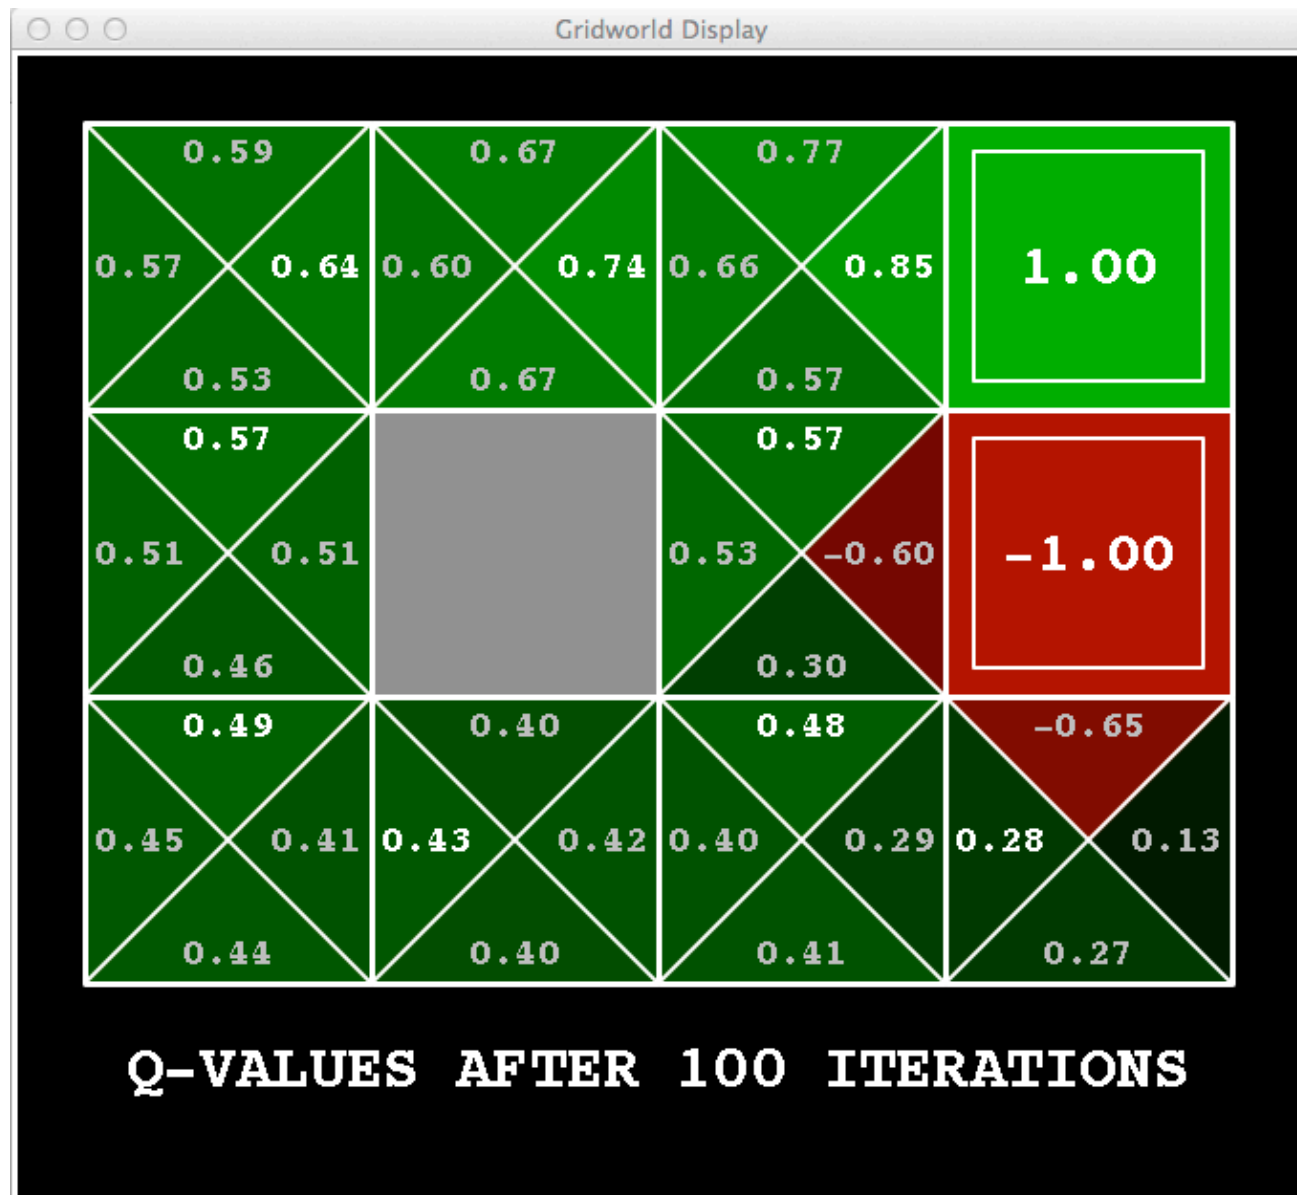 Gridworld Display
0.59 0.67 0.77
0.57 0.64 0.60 0.74 0.66 0.85 1.00
0.53 0.67 0.57
0.57 0.57
0.51 0.51 0.53 -0.60 -1.00
0.46 0.30
0.49 0.40 0.48 -0.65
0.45 0.41 0.43 0.42 0.40 0.29 0.28 0.13
0.44 0.40 0.41 0.27
Q-VALUES AFTER 100 ITERATIONS